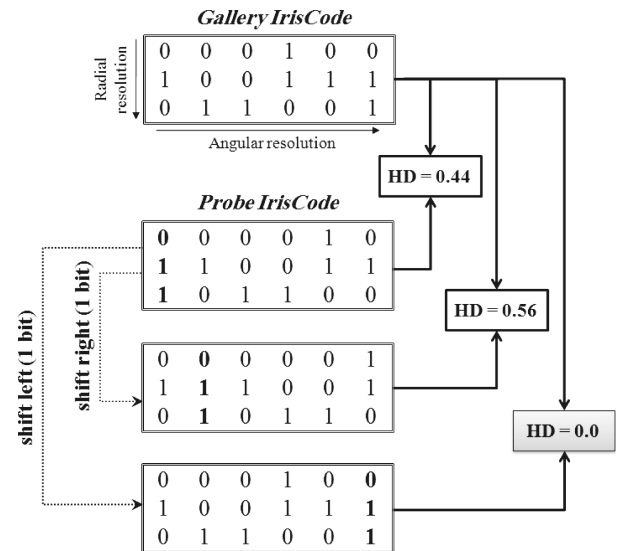 Gallery IrisCode
0 0 0 1 0 0
1 0 0 1 1 1
0 1 1 0 0 1
Radial
resolution
Angular resolution
HD = 0.44
Probe IrisCode
0 0 0 0 1 0
1 1 0 0 1 1
1 0 1 1 0 0
HD = 0.56
shift left (1 bit)
shift right (1 bit)
0 0 0 0 0 1
1 1 1 0 0 1
0 1 0 1 1 0
HD = 0.0
0 0 0 1 0 0
1 0 0 1 1 1
0 1 1 0 0 1